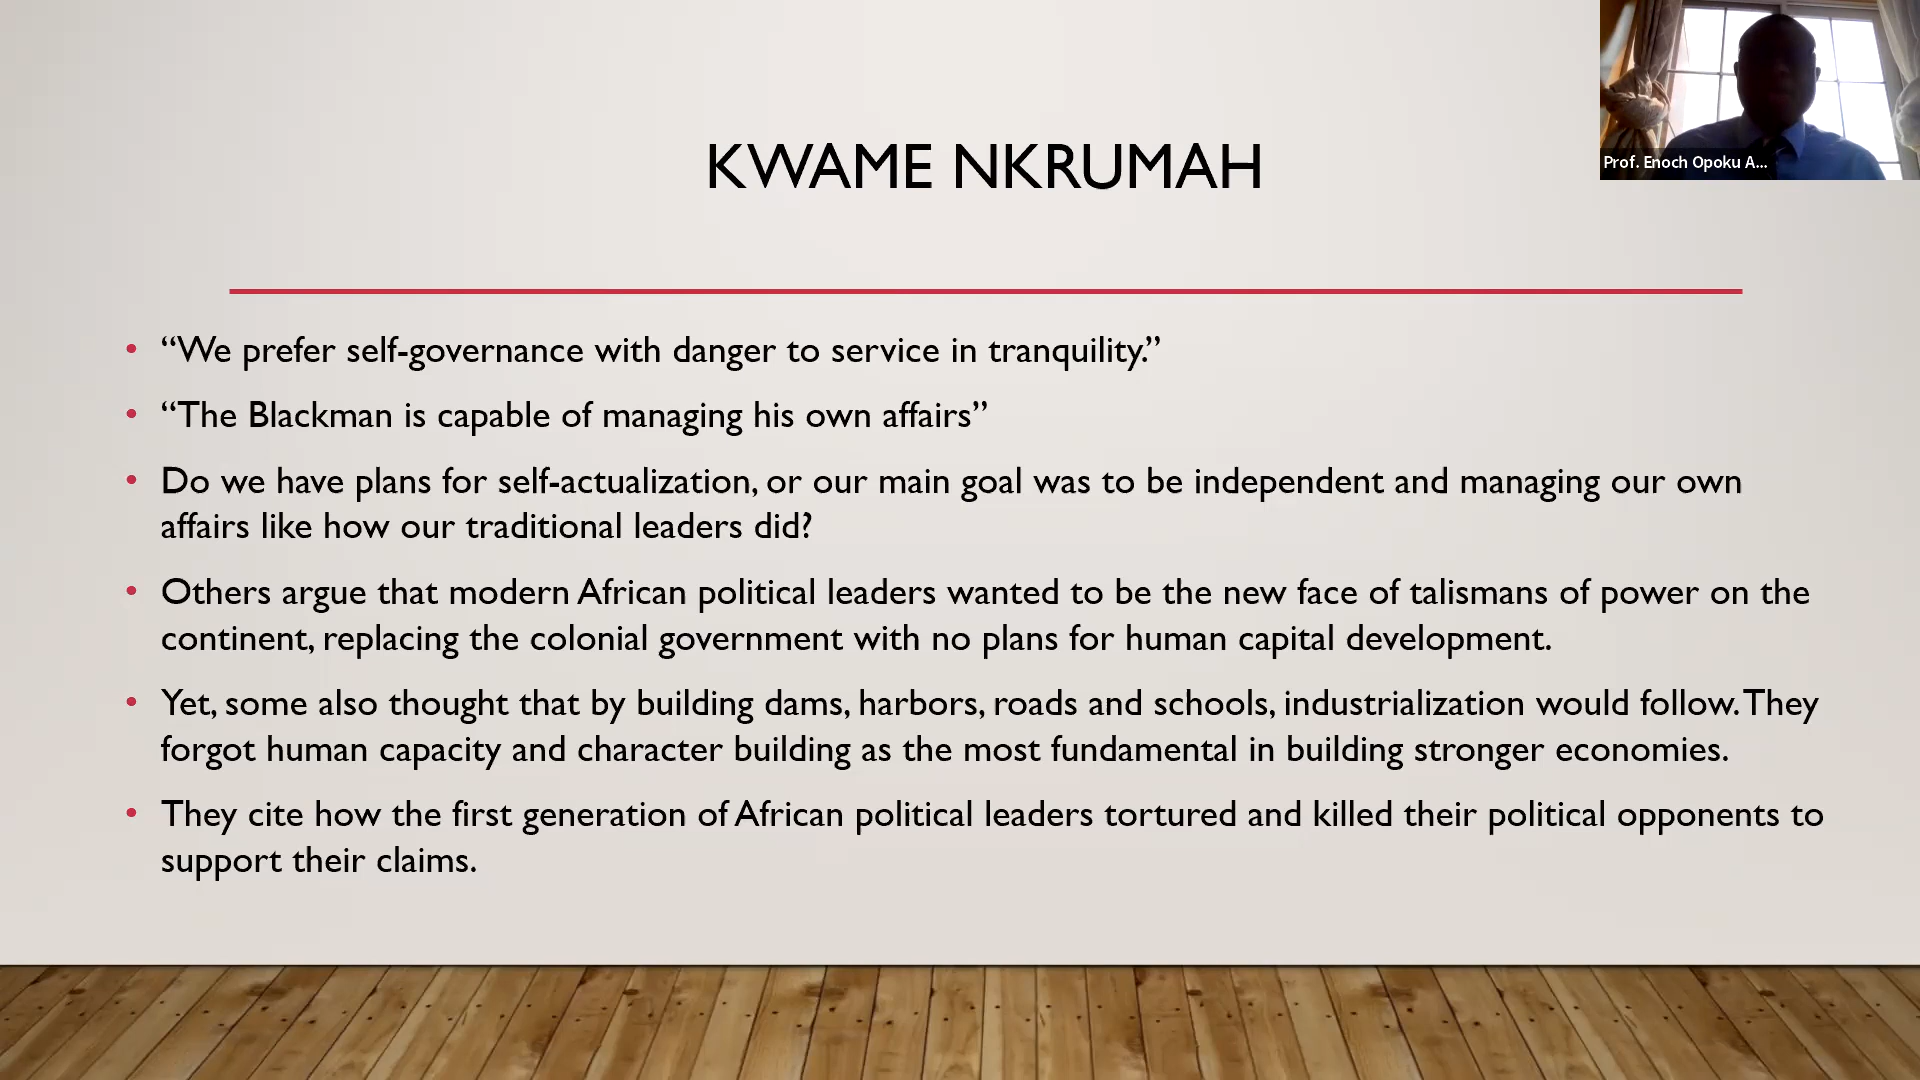 Prof. Enoch Opoku A...
KWAME NKRUMAH
• “We prefer self-governance with danger to service in tranquility.”
• “The Blackman is capable of managing his own affairs”
• Do we have plans for self-actualization, or our main goal was to be independent and managing our own
affairs like how our traditional leaders did?
• Others argue that modern African political leaders wanted to be the new face of talismans of power on the
continent, replacing the colonial government with no plans for human capital development.
• Yet, some also thought that by building dams, harbors, roads and schools, industrialization would follow. They
forgot human capacity and character building as the most fundamental in building stronger economies.
• They cite how the first generation of African political leaders tortured and killed their political opponents to
support their claims.